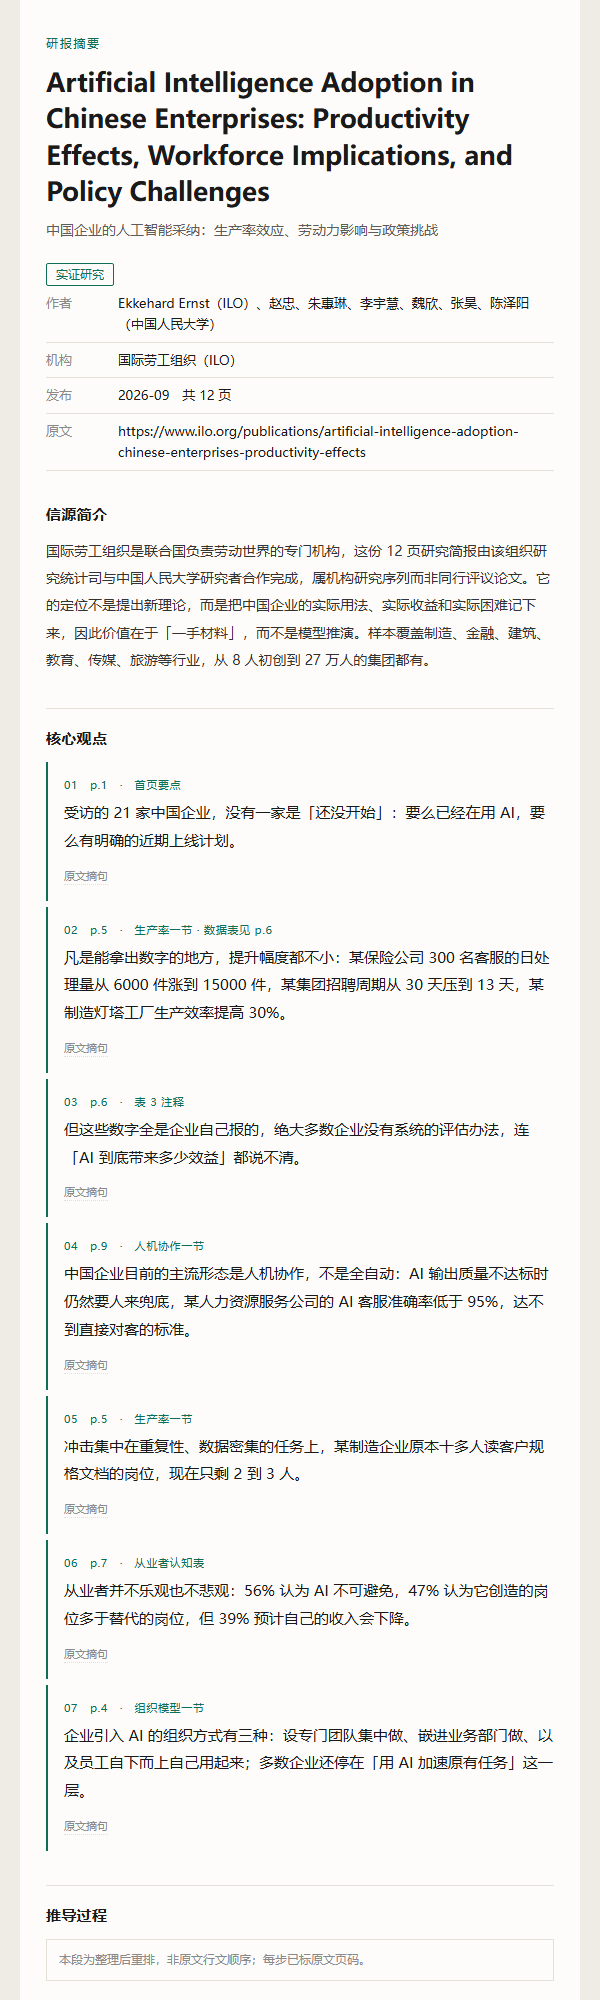 研报摘要
Artificial Intelligence Adoption in
Chinese Enterprises: Productivity
Effects, Workforce Implications, and
Policy Challenges
中国企业的人工智能采纳：生产率效应、劳动力影响与政策挑战
实证研究
作者 Ekkehard Ernst（ILO）、赵忠、朱惠琳、李宇慧、魏欣、张昊、陈泽阳
（中国人民大学）
机构 国际劳工组织（ILO）
发布 2026-09 共 12 页
原文 https://www.ilo.org/publications/artificial-intelligence-adoption-
chinese-enterprises-productivity-effects
信源简介
国际劳工组织是联合国负责劳动世界的专门机构，这份 12 页研究简报由该组织研
究统计司与中国人民大学研究者合作完成，属机构研究序列而非同行评议论文。它
的定位不是提出新理论，而是把中国企业的实际用法、实际收益和实际困难记下
来，因此价值在于「一手材料」，而不是模型推演。样本覆盖制造、金融、建筑、
教育、传媒、旅游等行业，从 8 人初创到 27 万人的集团都有。
核心观点
01 p.1 · 首页要点
受访的 21 家中国企业，没有一家是「还没开始」：要么已经在用 AI，要
么有明确的近期上线计划。
原文摘句
02 p.5 · 生产率一节 · 数据表见 p.6
凡是能拿出数字的地方，提升幅度都不小：某保险公司 300 名客服的日处
理量从 6000 件涨到 15000 件，某集团招聘周期从 30 天压到 13 天，某
制造灯塔工厂生产效率提高 30%。
原文摘句
03 p.6 · 表 3 注释
但这些数字全是企业自己报的，绝大多数企业没有系统的评估办法，连
「AI 到底带来多少效益」都说不清。
原文摘句
04 p.9 · 人机协作一节
中国企业目前的主流形态是人机协作，不是全自动：AI 输出质量不达标时
仍然要人来兜底，某人力资源服务公司的 AI 客服准确率低于 95%，达不
到直接对客的标准。
原文摘句
05 p.5 · 生产率一节
冲击集中在重复性、数据密集的任务上，某制造企业原本十多人读客户规
格文档的岗位，现在只剩 2 到 3 人。
原文摘句
06 p.7 · 从业者认知表
从业者并不乐观也不悲观：56% 认为 AI 不可避免，47% 认为它创造的岗
位多于替代的岗位，但 39% 预计自己的收入会下降。
原文摘句
07 p.4 · 组织模型一节
企业引入 AI 的组织方式有三种：设专门团队集中做、嵌进业务部门做、以
及员工自下而上自己用起来；多数企业还停在「用 AI 加速原有任务」这一
层。
原文摘句
推导过程
本段为整理后重排，非原文行文顺序；每步已标原文页码。